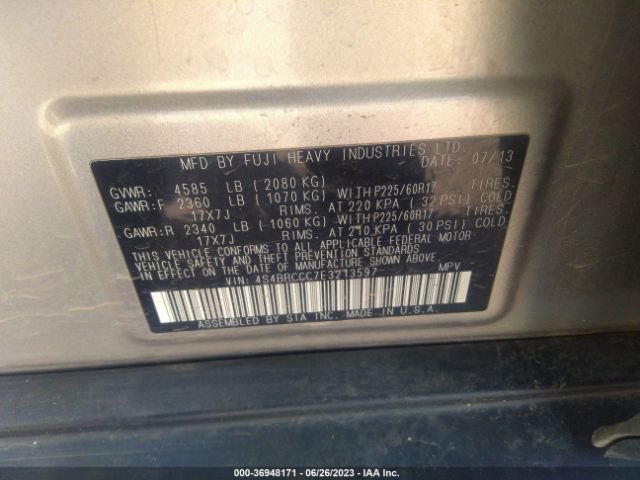 MFD BY FUJI HEAVY INDUSTRIES LTD.
DATE: 07/13
GVWR: 4585 LB (2080 KG)
GAWR:F 2360 LB (1070 KG) WITH P225/60R17 TIRES.
17X7J RIMS. AT 220 KPA (32 PSI) COLD
GAWR:R 2340 LB (1060 KG) WITH P225/60R17 TIRES.
17X7J RIMS. AT 210 KPA (30 PSI) COLD
THIS VEHICLE CONFORMS TO ALL APPLICABLE FEDERAL MOTOR
VEHICLE SAFETY AND THEFT PREVENTION STANDARDS IN
EFFECT ON THE DATE OF MANUFACTURE SHOWN ABOVE.
VIN: 4S4BRCCC7E3213597 MPV
ASSEMBLED BY SIA INC. MADE IN U.S.A.
000-36948171 | 06/26/2023 | IAA Inc.